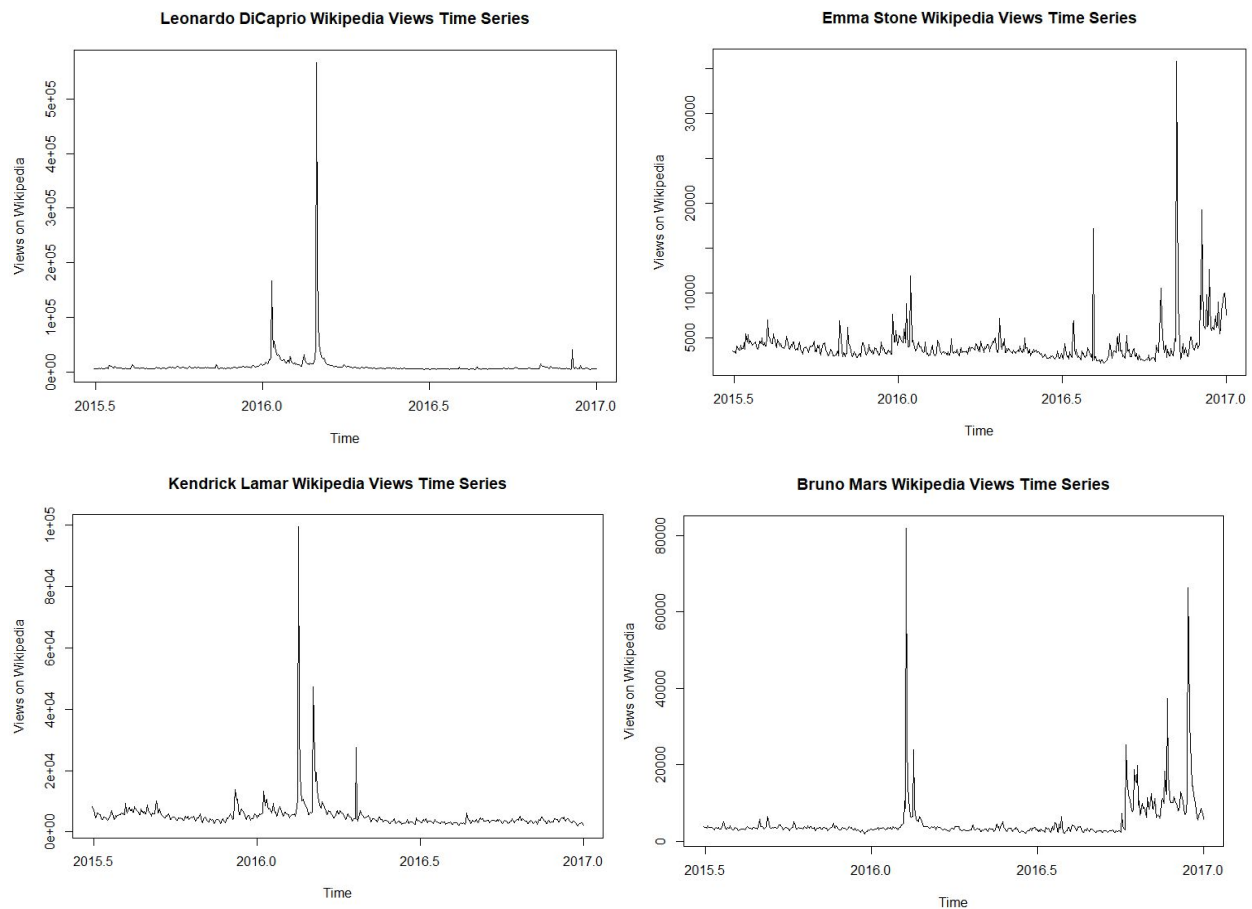 Leonardo DiCaprio Wikipedia Views Time Series
Views on Wikipedia
0e+00 1e+05 2e+05 3e+05 4e+05 5e+05
2015.5 2016.0 2016.5 2017.0
Time
Emma Stone Wikipedia Views Time Series
Views on Wikipedia
5000 10000 20000 30000
2015.5 2016.0 2016.5 2017.0
Time
Kendrick Lamar Wikipedia Views Time Series
Views on Wikipedia
0e+00 2e+04 4e+04 6e+04 8e+04 1e+05
2015.5 2016.0 2016.5 2017.0
Time
Bruno Mars Wikipedia Views Time Series
Views on Wikipedia
0 20000 40000 60000 80000
2015.5 2016.0 2016.5 2017.0
Time